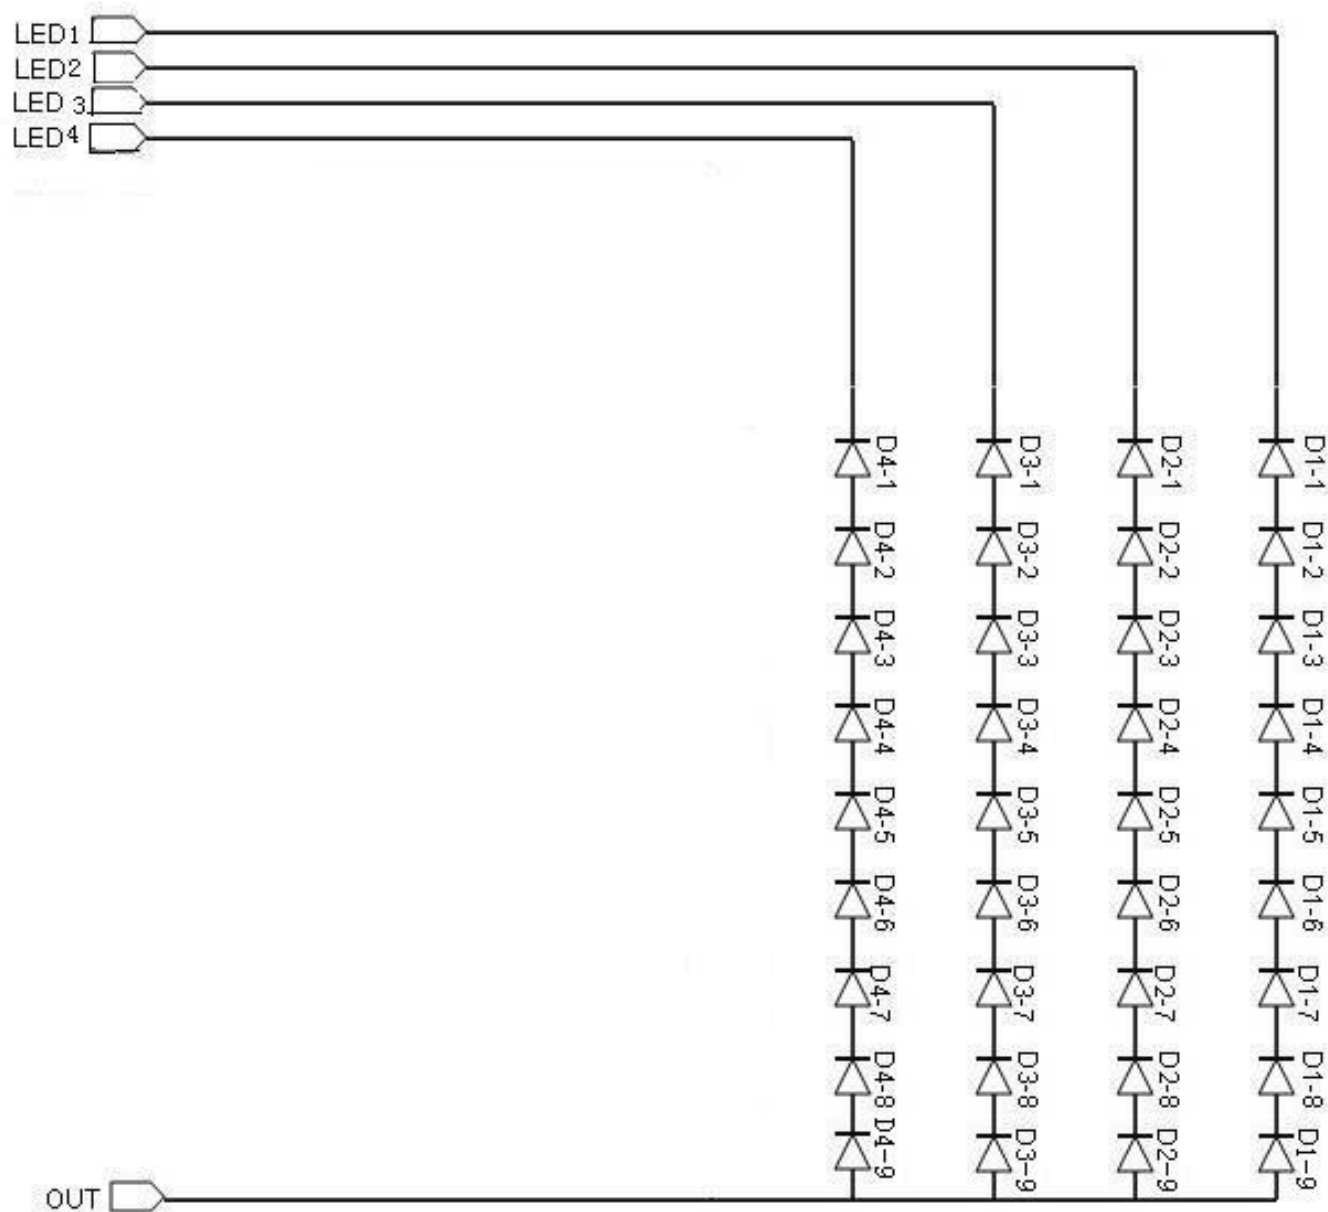 LED1
LED2
LED 3
LED4
D4-1 D3-1 D2-1 D1-1
D4-2 D3-2 D2-2 D1-2
D4-3 D3-3 D2-3 D1-3
D4-4 D3-4 D2-4 D1-4
D4-5 D3-5 D2-5 D1-5
D4-6 D3-6 D2-6 D1-6
D4-7 D3-7 D2-7 D1-7
D4-8 D3-8 D2-8 D1-8
D4-9 D3-9 D2-9 D1-9
OUT